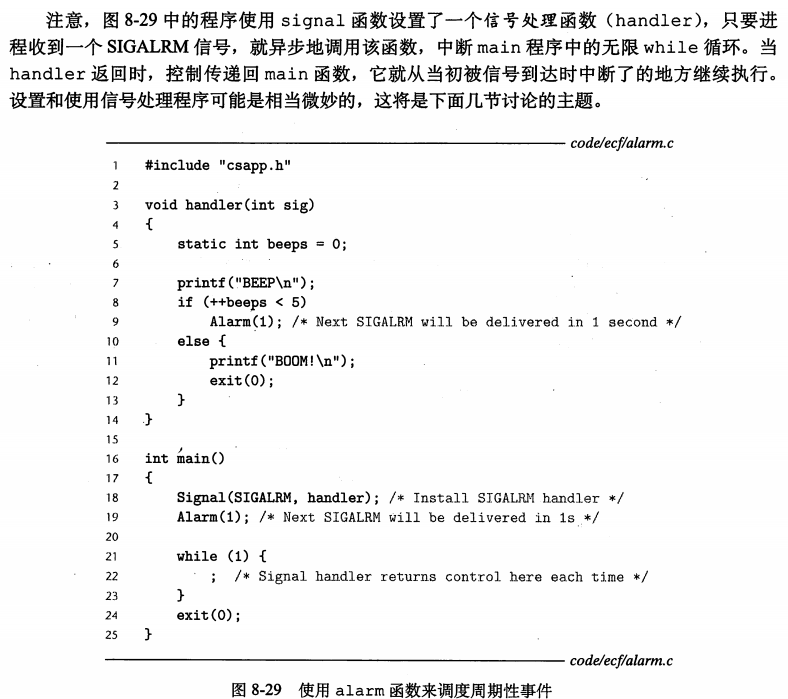 注意，图 8-29 中的程序使用 signal 函数设置了一个信号处理函数（handler），只要进
程收到一个 SIGALRM 信号，就异步地调用该函数，中断 main 程序中的无限 while 循环。当
handler 返回时，控制传递回 main 函数，它就从当初被信号到达时中断了的地方继续执行。
设置和使用信号处理程序可能是相当微妙的，这将是下面几节讨论的主题。
code/ecf/alarm.c
1 #include "csapp.h"
2
3 void handler(int sig)
4 {
5 static int beeps = 0;
6
7 printf("BEEP\n");
8 if (++beeps < 5)
9 Alarm(1); /* Next SIGALRM will be delivered in 1 second */
10 else {
11 printf("BOOM!\n");
12 exit(0);
13 }
14 }
15
16 int main()
17 {
18 Signal(SIGALRM, handler); /* Install SIGALRM handler */
19 Alarm(1); /* Next SIGALRM will be delivered in 1s */
20
21 while (1) {
22 ; /* Signal handler returns control here each time */
23 }
24 exit(0);
25 }
code/ecf/alarm.c
图 8-29 使用 alarm 函数来调度周期性事件